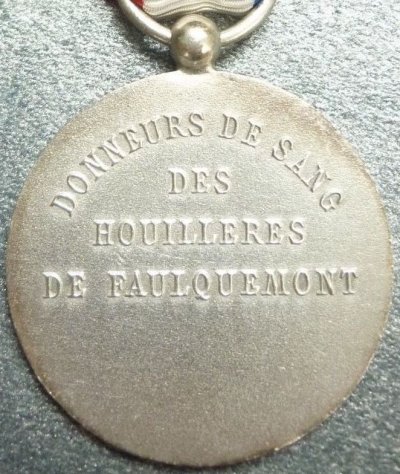 DONNEURS DE SANG
DES
HOUILLERES
DE FAULQUEMONT